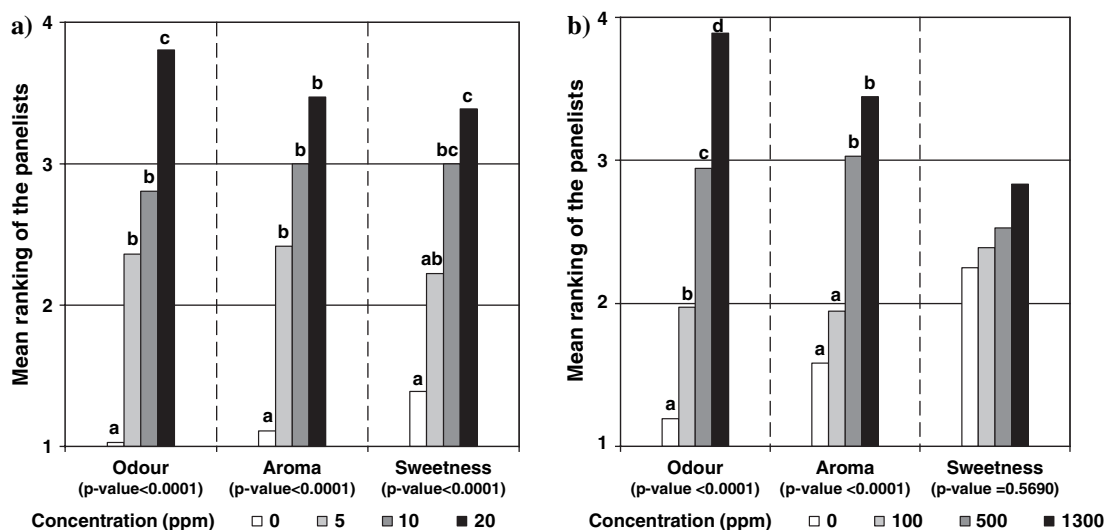 a)
Mean ranking of the panelists
4
3
2
1
a
b
b
c
a
b
b
b
a
ab
bc
c
Odour
(p-value<0.0001)
Aroma
(p-value<0.0001)
Sweetness
(p-value<0.0001)
Concentration (ppm) 0 5 10 20
b)
Mean ranking of the panelists
4
3
2
1
a
b
c
d
a
a
b
b
Odour
(p-value <0.0001)
Aroma
(p-value <0.0001)
Sweetness
(p-value =0.5690)
Concentration (ppm) 0 100 500 1300